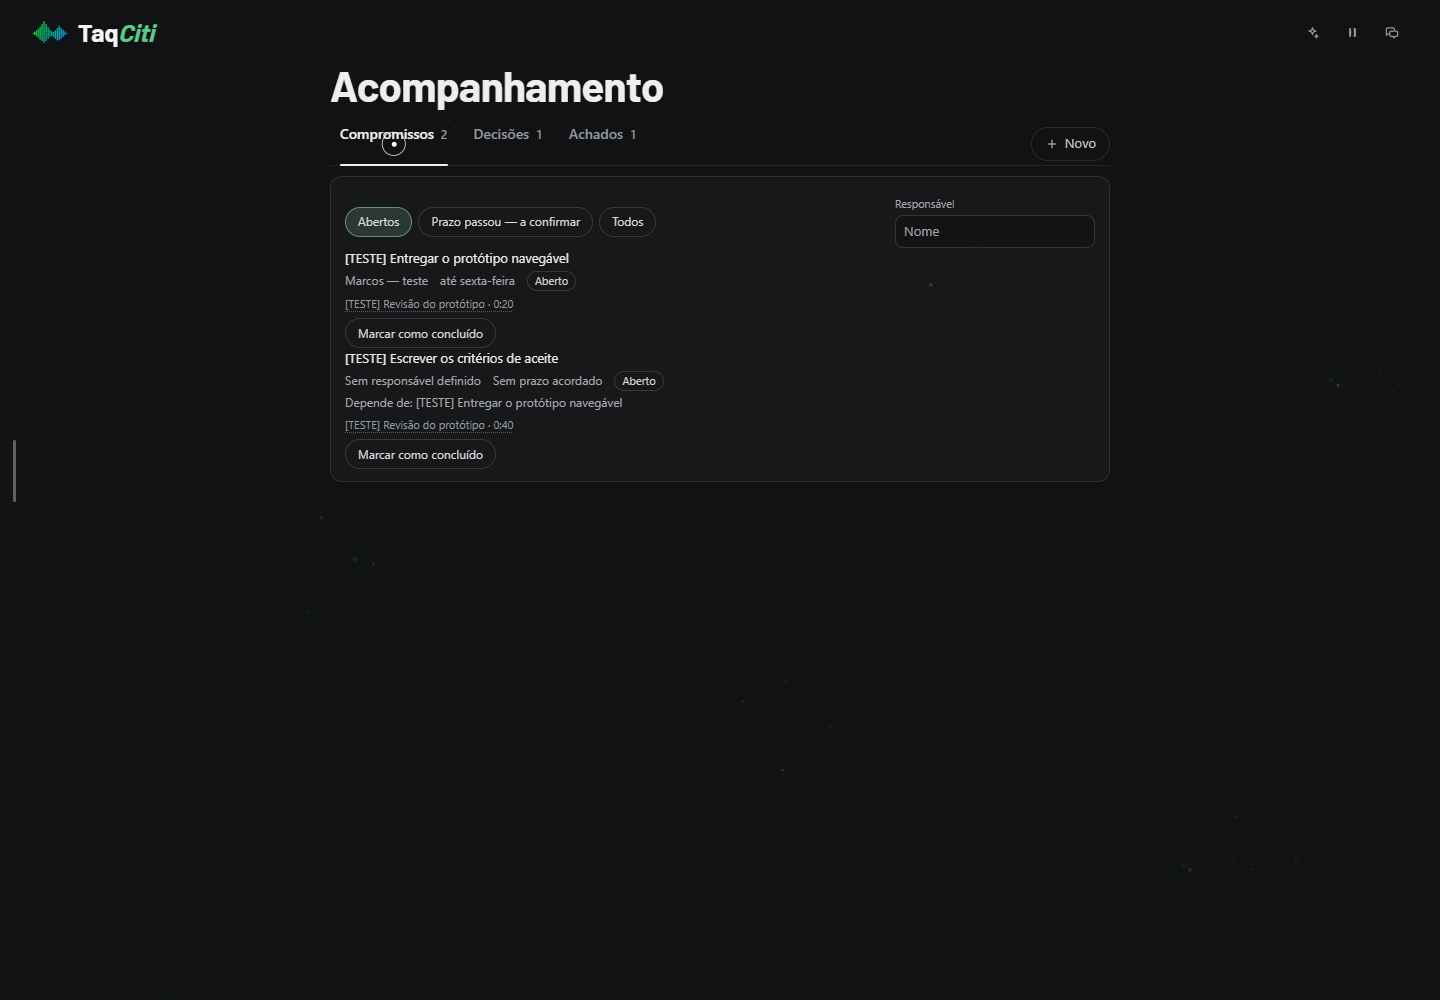 TaqCiti
Acompanhamento
Compromissos 2 Decisões 1 Achados 1
+ Novo
Responsável
Abertos Prazo passou — a confirmar Todos
Nome
[TESTE] Entregar o protótipo navegável
Marcos — teste até sexta-feira Aberto
[TESTE] Revisão do protótipo · 0:20
Marcar como concluído
[TESTE] Escrever os critérios de aceite
Sem responsável definido Sem prazo acordado Aberto
Depende de: [TESTE] Entregar o protótipo navegável
[TESTE] Revisão do protótipo · 0:40
Marcar como concluído